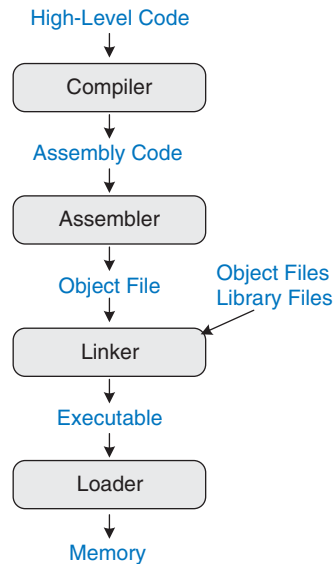 High-Level Code
Compiler
Assembly Code
Assembler
Object File
Object Files
Library Files
Linker
Executable
Loader
Memory